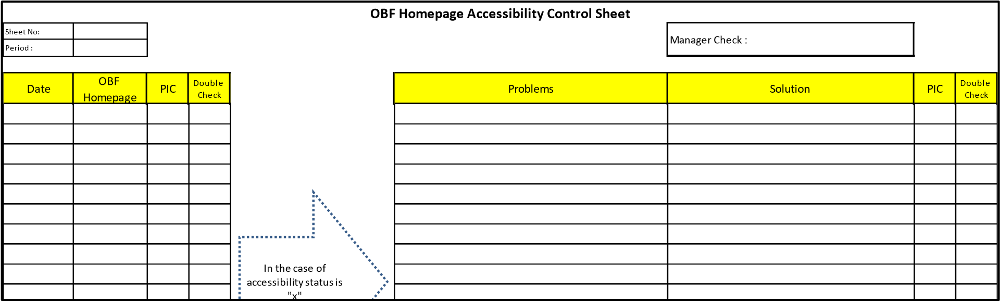 OBF Homepage Accessibility Control Sheet
Sheet No:
Period :
Manager Check :
Date
OBF
Homepage
PIC
Double
Check
Problems
Solution
PIC
Double
Check
In the case of
accessibility status is
"x"